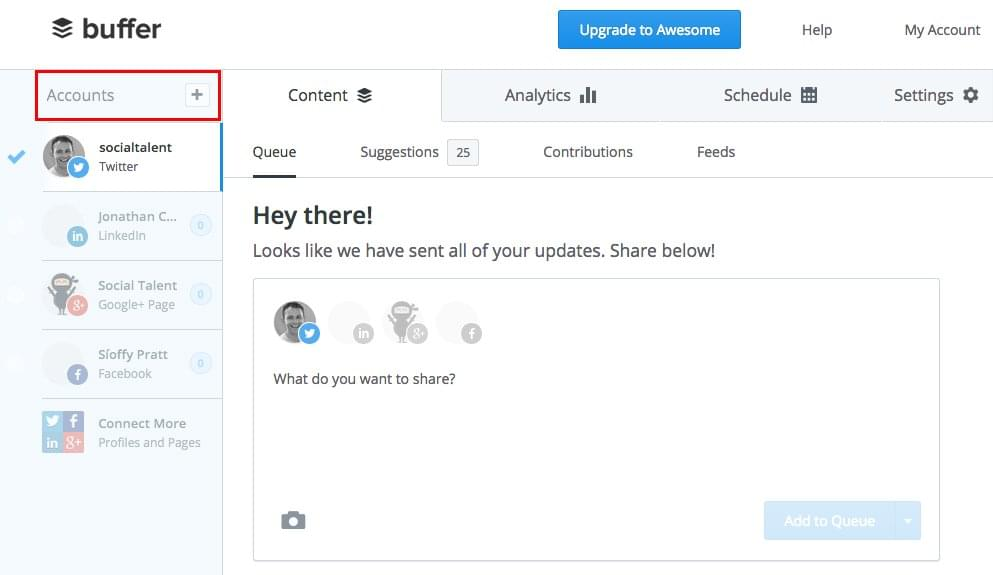 buffer
Upgrade to Awesome
Help
My Account
Accounts +
Content
Analytics
Schedule
Settings
socialtalent
Twitter
Jonathan C...
LinkedIn
0
Social Talent
Google+ Page
0
Síoffy Pratt
Facebook
0
Connect More
Profiles and Pages
Queue
Suggestions 25
Contributions
Feeds
Hey there!
Looks like we have sent all of your updates. Share below!
What do you want to share?
Add to Queue